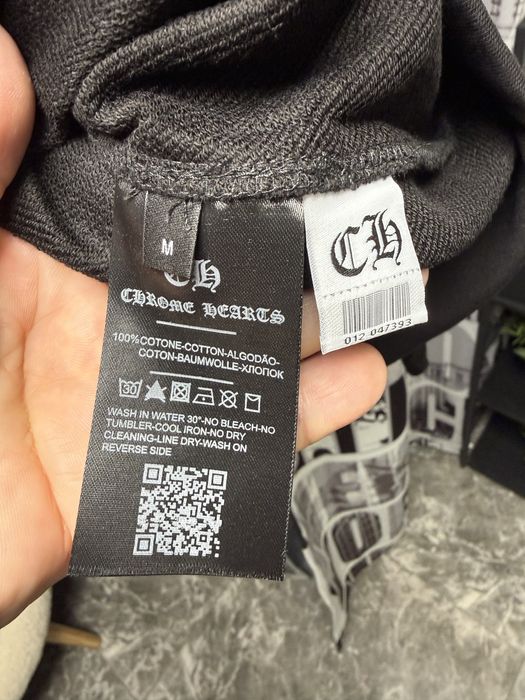 M
CH
CHROME HEARTS
100%COTONE-COTTON-ALGODÃO-
COTON-BAUMWOLLE-ХЛОПОК
30
WASH IN WATER 30°-NO BLEACH-NO
TUMBLER-COOL IRON-NO DRY
CLEANING-LINE DRY-WASH ON
REVERSE SIDE
CH
012-047393